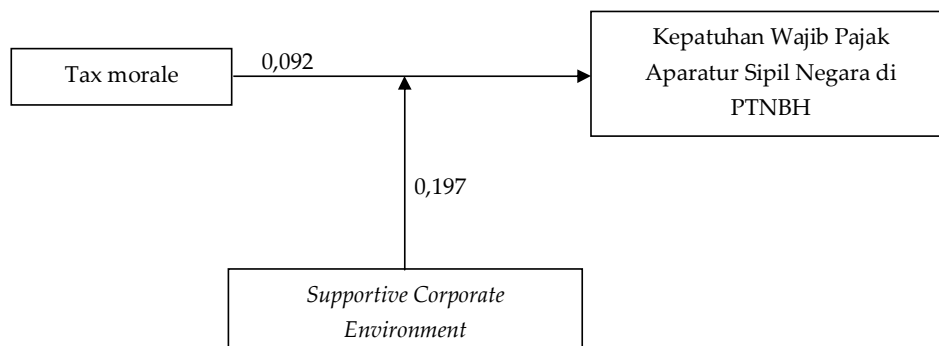 Tax morale
0,092
Kepatuhan Wajib Pajak
Aparatur Sipil Negara di
PTNBH
0,197
Supportive Corporate
Environment